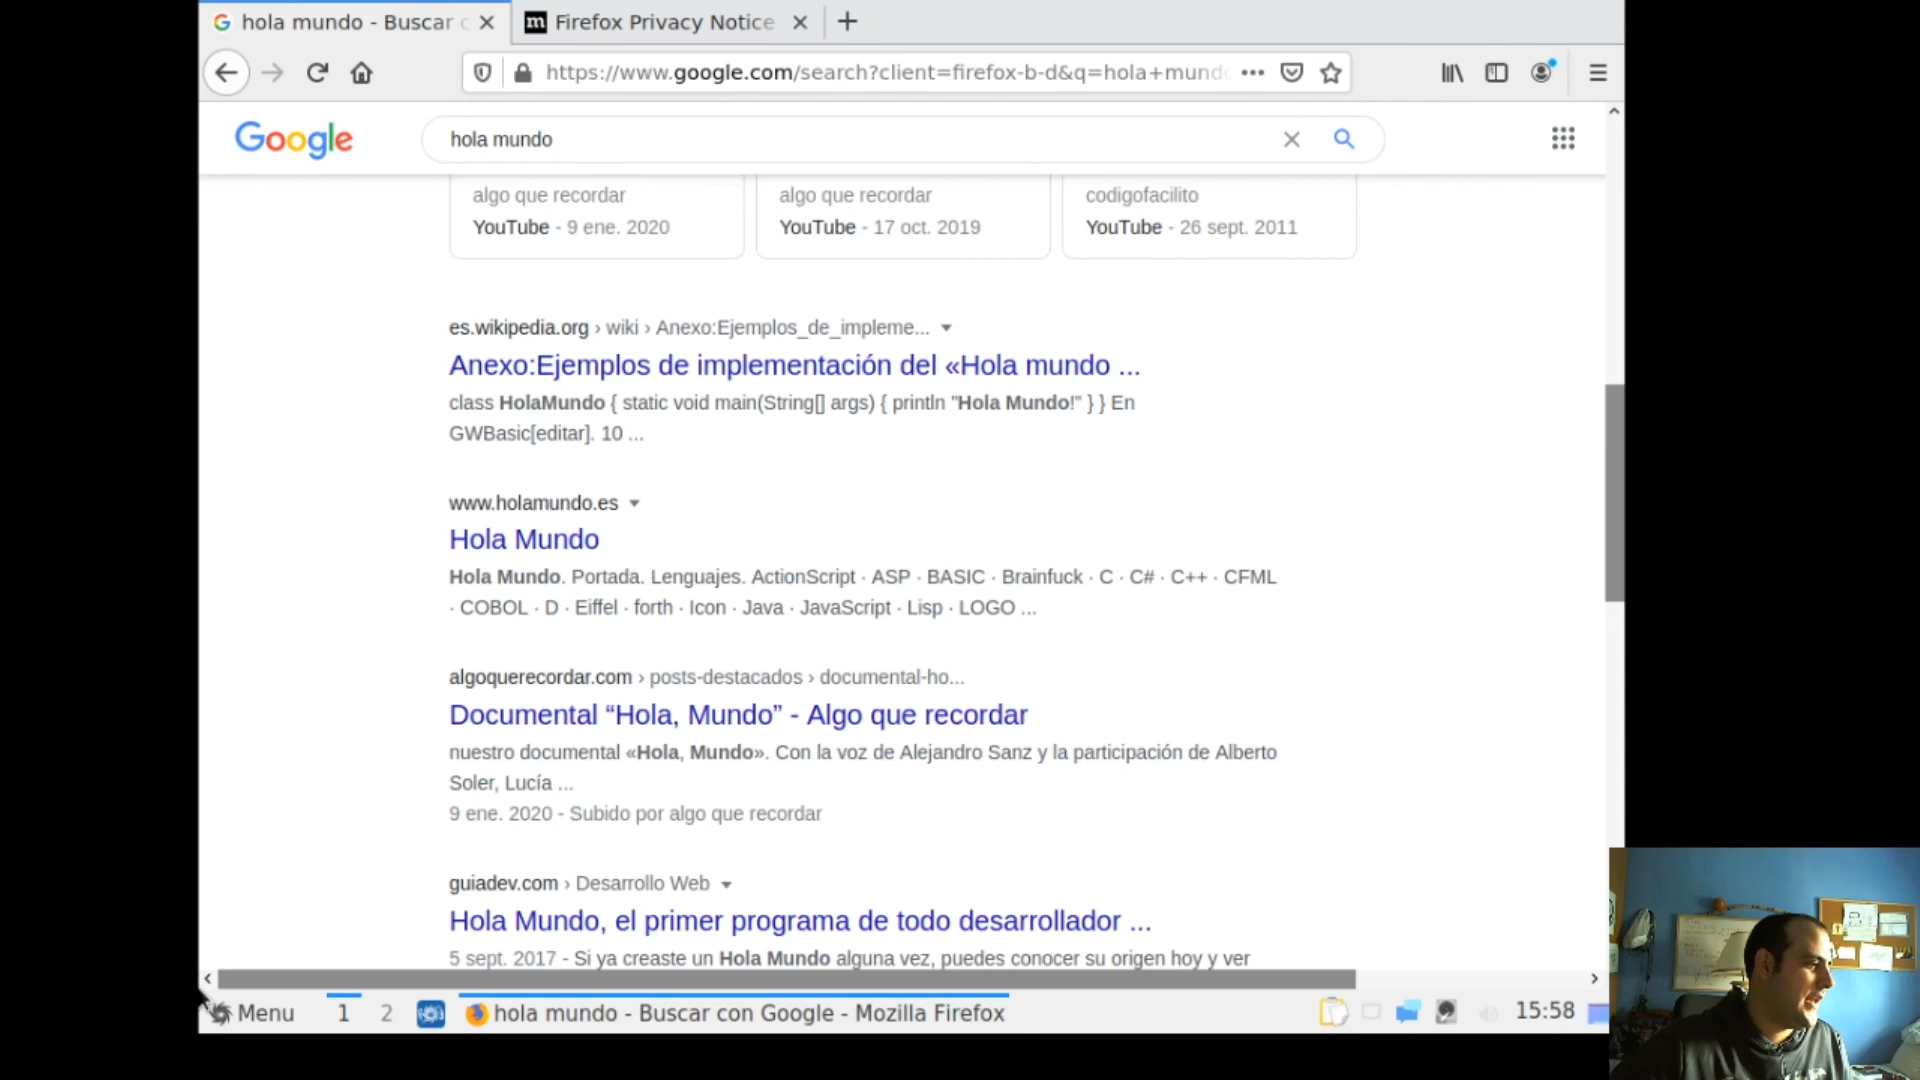 hola mundo - Buscar c
Firefox Privacy Notice
https://www.google.com/search?client=firefox-b-d&q=hola+mund
Google
hola mundo
algo que recordar
YouTube - 9 ene. 2020
algo que recordar
YouTube - 17 oct. 2019
codigofacilito
YouTube - 26 sept. 2011
es.wikipedia.org › wiki › Anexo:Ejemplos_de_impleme...
Anexo:Ejemplos de implementación del «Hola mundo ...
class HolaMundo { static void main(String[] args) { println "Hola Mundo!" } } En
GWBasic[editar]. 10 ...
www.holamundo.es
Hola Mundo
Hola Mundo. Portada. Lenguajes. ActionScript · ASP · BASIC · Brainfuck · C · C# · C++ · CFML
· COBOL · D · Eiffel · forth · Icon · Java · JavaScript · Lisp · LOGO ...
algoquerecordar.com › posts-destacados › documental-ho...
Documental “Hola, Mundo” - Algo que recordar
nuestro documental «Hola, Mundo». Con la voz de Alejandro Sanz y la participación de Alberto
Soler, Lucía ...
9 ene. 2020 - Subido por algo que recordar
guiadev.com › Desarrollo Web
Hola Mundo, el primer programa de todo desarrollador ...
5 sept. 2017 - Si ya creaste un Hola Mundo alguna vez, puedes conocer su origen hoy y ver
Menu
1
2
hola mundo - Buscar con Google - Mozilla Firefox
15:58